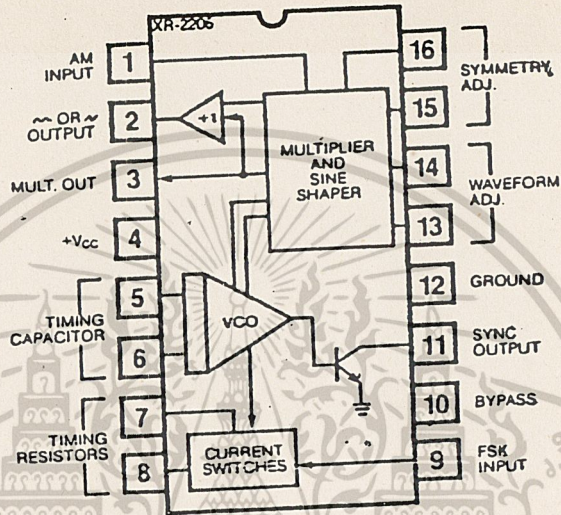 XR-2206
AM
INPUT
1
OR
OUTPUT
2
+1
MULT. OUT
3
+Vcc
4
TIMING
CAPACITOR
5
6
TIMING
RESISTORS
7
8
MULTIPLIER
AND
SINE
SHAPER
VCO
CURRENT
SWITCHES
16
SYMMETRY
ADJ.
15
14
WAVEFORM
ADJ.
13
12
GROUND
11
SYNC
OUTPUT
10
BYPASS
9
FSK
INPUT